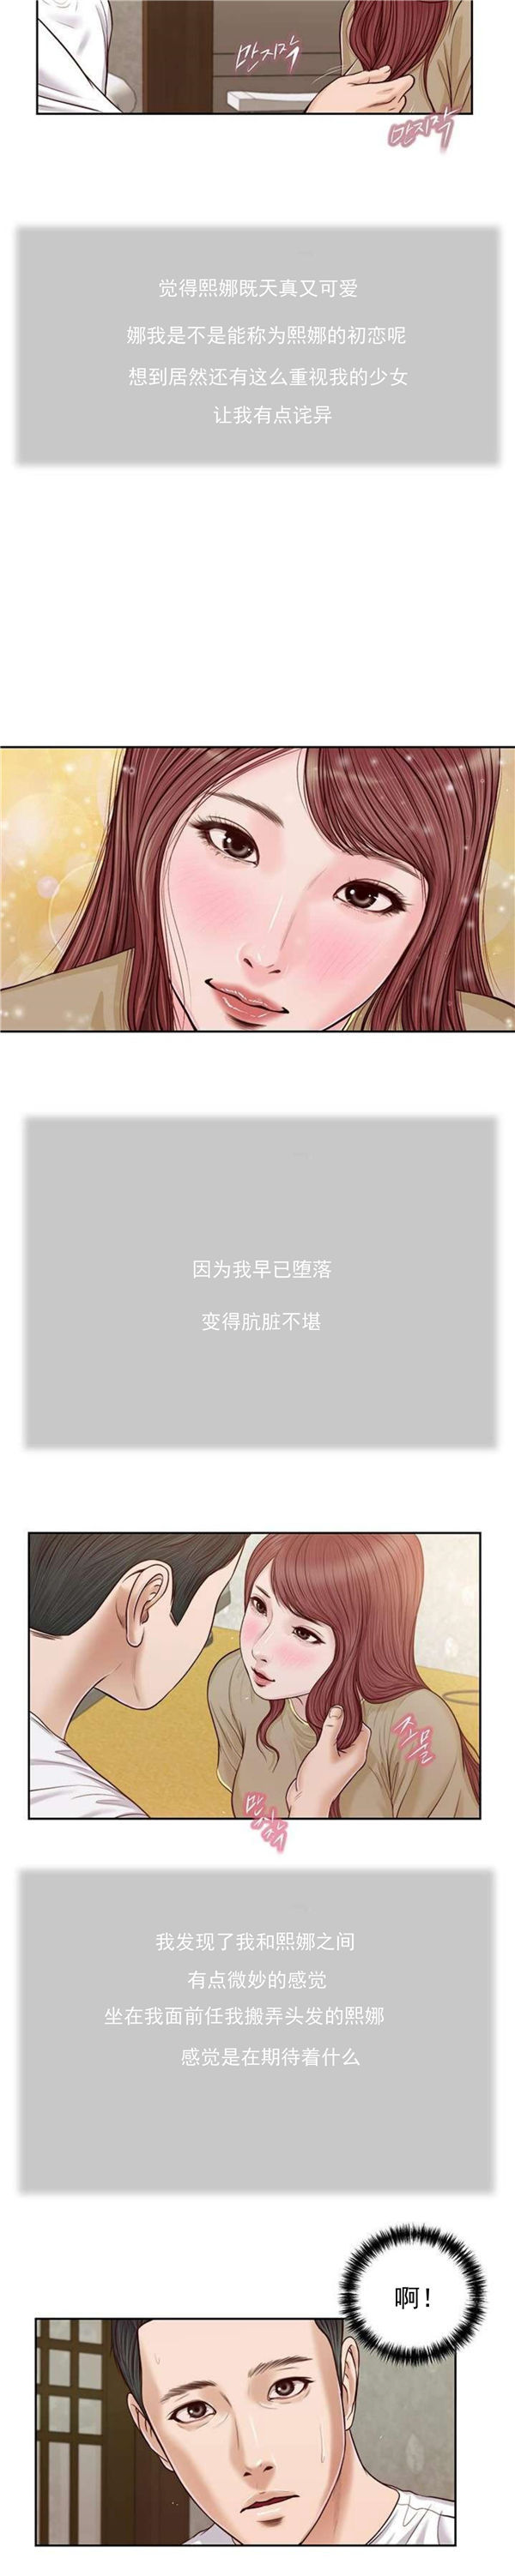 만지작
만지작
觉得熙娜既天真又可爱
娜我是不是能称为熙娜的初恋呢
想到居然还有这么重视我的少女
让我有点诧异
因为我早已堕落
变得肮脏不堪
조물
我发现了我和熙娜之间
有点微妙的感觉
坐在我面前任我搬弄头发的熙娜
感觉是在期待着什么
啊!